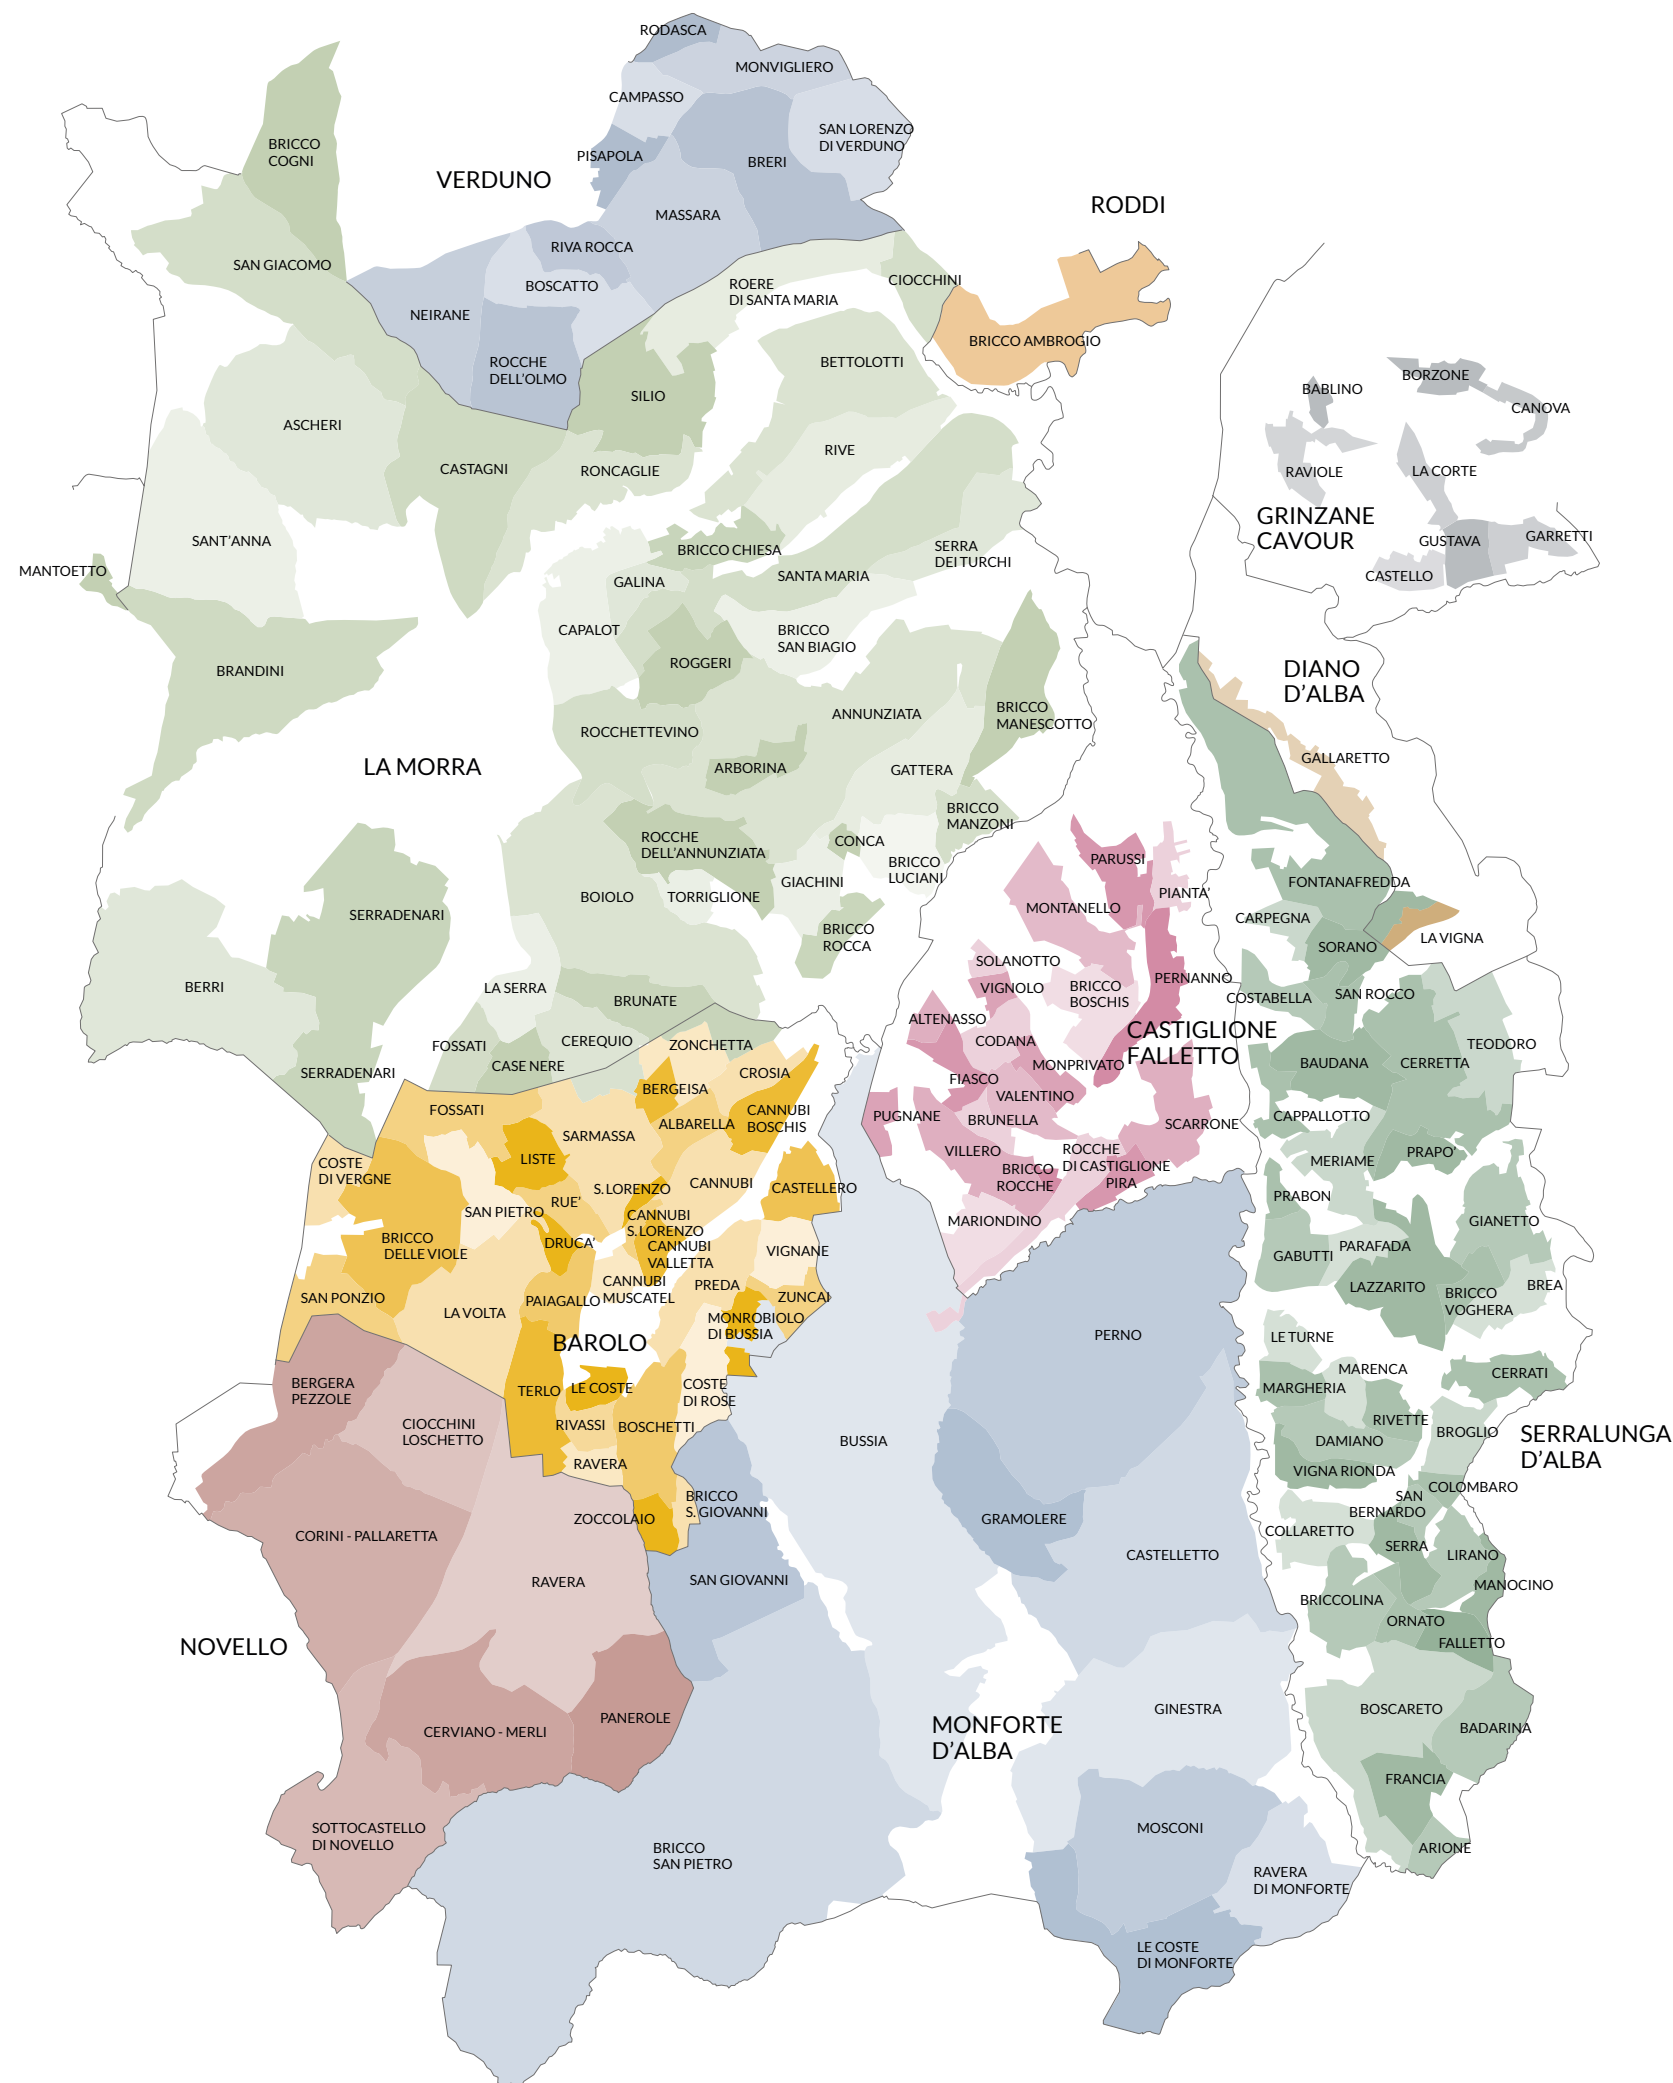 RODASCA
MONVIGLIERO
CAMPASSO
SAN LORENZO
DI VERDUNO
BRICCO
COGNI
PISAPOLA
BRERI
VERDUNO
MASSARA
RODDI
RIVA ROCCA
SAN GIACOMO
BOSCATTO
ROERE
DI SANTA MARIA
CIOCCHINI
NEIRANE
BRICCO AMBROGIO
ROCCHE
DELL'OLMO
BETTOLOTTI
SILIO
BORZONE
BABLINO
CANOVA
ASCHERI
CASTAGNI
RONCAGLIE
RIVE
RAVIOLE
LA CORTE
GRINZANE
CAVOUR
SANT'ANNA
BRICCO CHIESA
SERRA
DEI TURCHI
GUSTAVA
GARRETTI
MANTOETTO
GALINA
SANTA MARIA
CASTELLO
CAPALOT
BRICCO
SAN BIAGIO
BRANDINI
ROGGERI
DIANO
D'ALBA
ROCCHETTEVINO
ANNUNZIATA
BRICCO
MANESCOTTO
LA MORRA
ARBORINA
GATTERA
GALLARETTO
BRICCO
MANZONI
ROCCHE
DELL'ANNUNZIATA
CONCA
BRICCO
LUCIANI
PARUSSI
BOIOLO
TORRIGLIONE
GIACHINI
PIANTA'
FONTANAFREDDA
SERRADENARI
MONTANELLO
CARPEGNA
BRICCO
ROCCA
SORANO
LA VIGNA
SOLANOTTO
BERRI
LA SERRA
BRUNATE
VIGNOLO
BRICCO
BOSCHIS
PERNANNO
COSTABELLA
SAN ROCCO
ALTENASSO
CASTIGLIONE
FALLETTO
FOSSATI
CEREQUIO
ZONCHETTA
CODANA
TEODORO
SERRADENARI
CASE NERE
CROSIA
MONPRIVATO
BAUDANA
CERRETTA
BERGEISA
FIASCO
VALENTINO
FOSSATI
ALBARELLA
CANNUBI
BOSCHIS
PUGNANE
BRUNELLA
SCARRONE
CAPPALLOTTO
SARMASSA
COSTE
DI VERGNE
LISTE
VILLERO
ROCCHE
DI CASTIGLIONE
MERIAME
PRAPO'
BRICCO
ROCCHE
PIRA
S.LORENZO
CANNUBI
CASTELLERO
PRABON
SAN PIETRO
RUE'
CANNUBI
S.LORENZO
MARIONDINO
GIANETTO
BRICCO
DELLE VIOLE
DRUCA'
CANNUBI
VALLETTA
VIGNANE
GABUTTI
PARAFADA
CANNUBI
MUSCATEL
PREDA
ZUNCAI
LAZZARITO
BRICCO
VOGHERA
BREA
SAN PONZIO
LA VOLTA
PAIAGALLO
MONROBIOLO
DI BUSSIA
BAROLO
PERNO
LE TURNE
BERGERA
PEZZOLE
TERLO
LE COSTE
COSTE
DI ROSE
MARENCA
MARGHERIA
CERRATI
CIOCCHINI
LOSCHETTO
RIVASSI
BOSCHETTI
BUSSIA
RIVETTE
DAMIANO
BROGLIO
SERRALUNGA
D'ALBA
RAVERA
VIGNA RIONDA
BRICCO
S. GIOVANNI
COLOMBARO
SAN
BERNARDO
CORINI - PALLARETTA
ZOCCOLAIO
GRAMOLERE
COLLARETTO
SERRA
LIRANO
CASTELLETTO
RAVERA
SAN GIOVANNI
MANOCINO
BRICCOLINA
ORNATO
NOVELLO
FALLETTO
CERVIANO - MERLI
PANEROLE
MONFORTE
D'ALBA
GINESTRA
BOSCARETO
BADARINA
FRANCIA
SOTTOCASTELLO
DI NOVELLO
MOSCONI
BRICCO
SAN PIETRO
ARIONE
RAVERA
DI MONFORTE
LE COSTE
DI MONFORTE